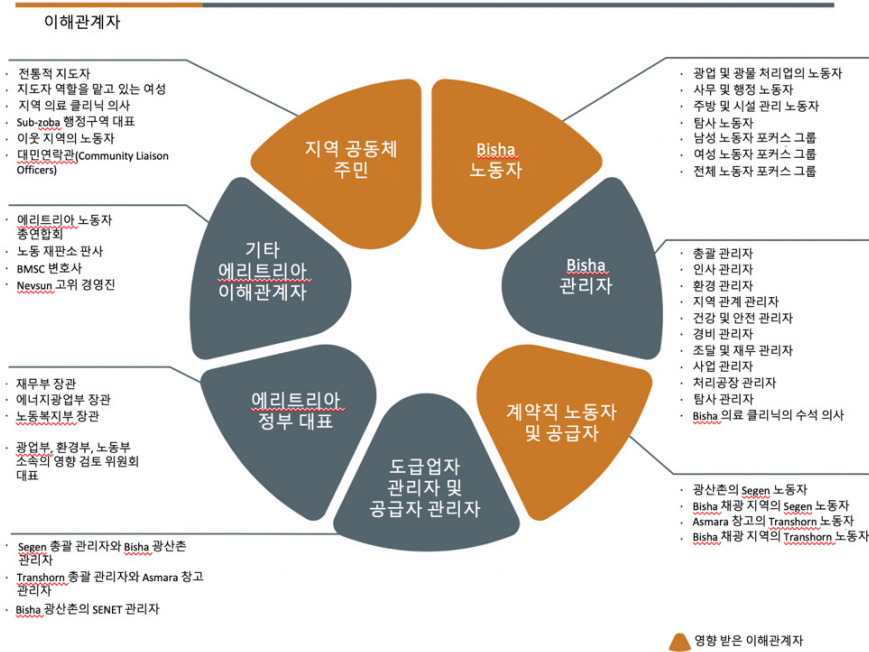 이해관계자
· 전통적 지도자
· 지도자 역할을 맡고 있는 여성
· 지역 의료 클리닉 의사
· Sub-zoba 행정구역 대표
· 이웃 지역의 노동자
· 대민연락관(Community Liaison
Officers)
· 에리트리아 노동자
총연합회
· 노동 재판소 판사
· BMSC 변호사
· Nevsun 고위 경영진
· 재무부 장관
· 에너지광업부 장관
· 노동복지부 장관
· 광업부, 환경부, 노동부
소속의 영향 검토 위원회
대표
· Segen 총괄 관리자와 Bisha 광산촌
관리자
· Transhorn 총괄 관리자와 Asmara 창고
관리자
· Bisha 광산촌의 SENET 관리자
지역 공동체
주민
Bisha
노동자
기타
에리트리아
이해관계자
Bisha
관리자
에리트리아
정부 대표
계약직 노동자
및 공급자
도급업자
관리자 및
공급자 관리자
· 광업 및 광물 처리업의 노동자
· 사무 및 행정 노동자
· 주방 및 시설 관리 노동자
· 탐사 노동자
· 남성 노동자 포커스 그룹
· 여성 노동자 포커스 그룹
· 전체 노동자 포커스 그룹
· 총괄 관리자
· 인사 관리자
· 환경 관리자
· 지역 관계 관리자
· 건강 및 안전 관리자
· 경비 관리자
· 조달 및 재무 관리자
· 사업 관리자
· 처리공장 관리자
· 탐사 관리자
· Bisha 의료 클리닉의 수석 의사
· 광산촌의 Segen 노동자
· Bisha 채광 지역의 Segen 노동자
· Asmara 창고의 Transhorn 노동자
· Bisha 채광 지역의 Transhorn 노동자
영향 받은 이해관계자